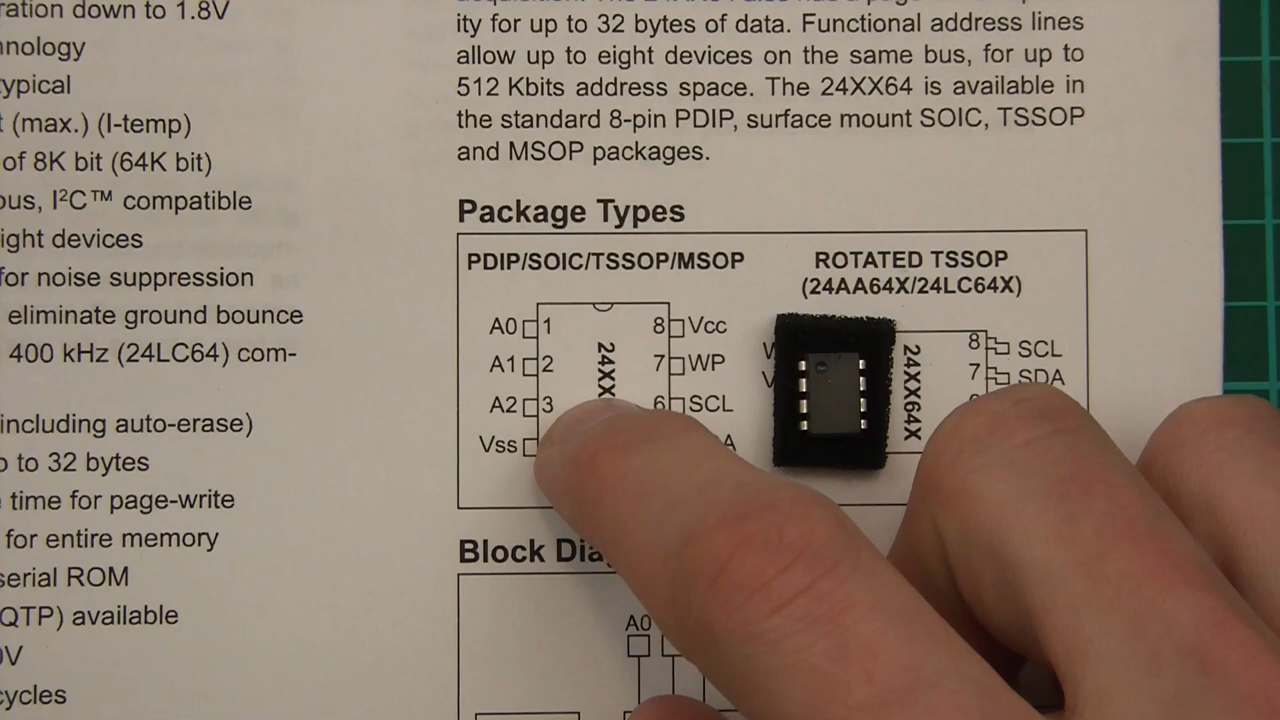 ration down to 1.8V
nology
typical
t (max.) (I-temp)
of 8K bit (64K bit)
ous, I²C™ compatible
ight devices
for noise suppression
eliminate ground bounce
400 kHz (24LC64) com-
including auto-erase)
o to 32 bytes
time for page-write
for entire memory
serial ROM
QTP) available
0V
cycles
ity for up to 32 bytes of data. Functional address lines
allow up to eight devices on the same bus, for up to
512 Kbits address space. The 24XX64 is available in
the standard 8-pin PDIP, surface mount SOIC, TSSOP
and MSOP packages.
Package Types
PDIP/SOIC/TSSOP/MSOP
A0 1 8 Vcc
A1 2 7 WP
A2 3 6 SCL
Vss A
24XX
ROTATED TSSOP
(24AA64X/24LC64X)
8 SCL
7 SDA
24XX64X
Block Dia
A0